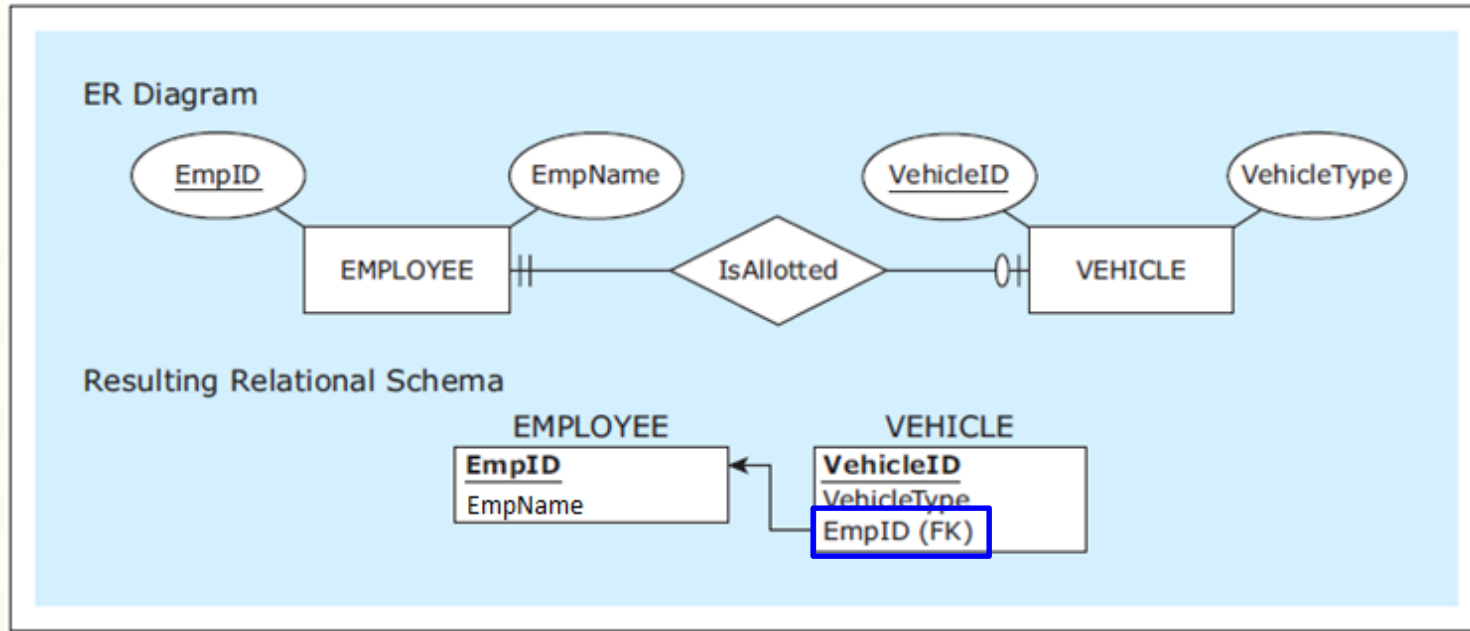 ER Diagram
EmpID
EmpName
VehicleID
VehicleType
EMPLOYEE
IsAllotted
VEHICLE
Resulting Relational Schema
EMPLOYEE
VEHICLE
EmpID
EmpName
VehicleID
VehicleType
EmpID (FK)